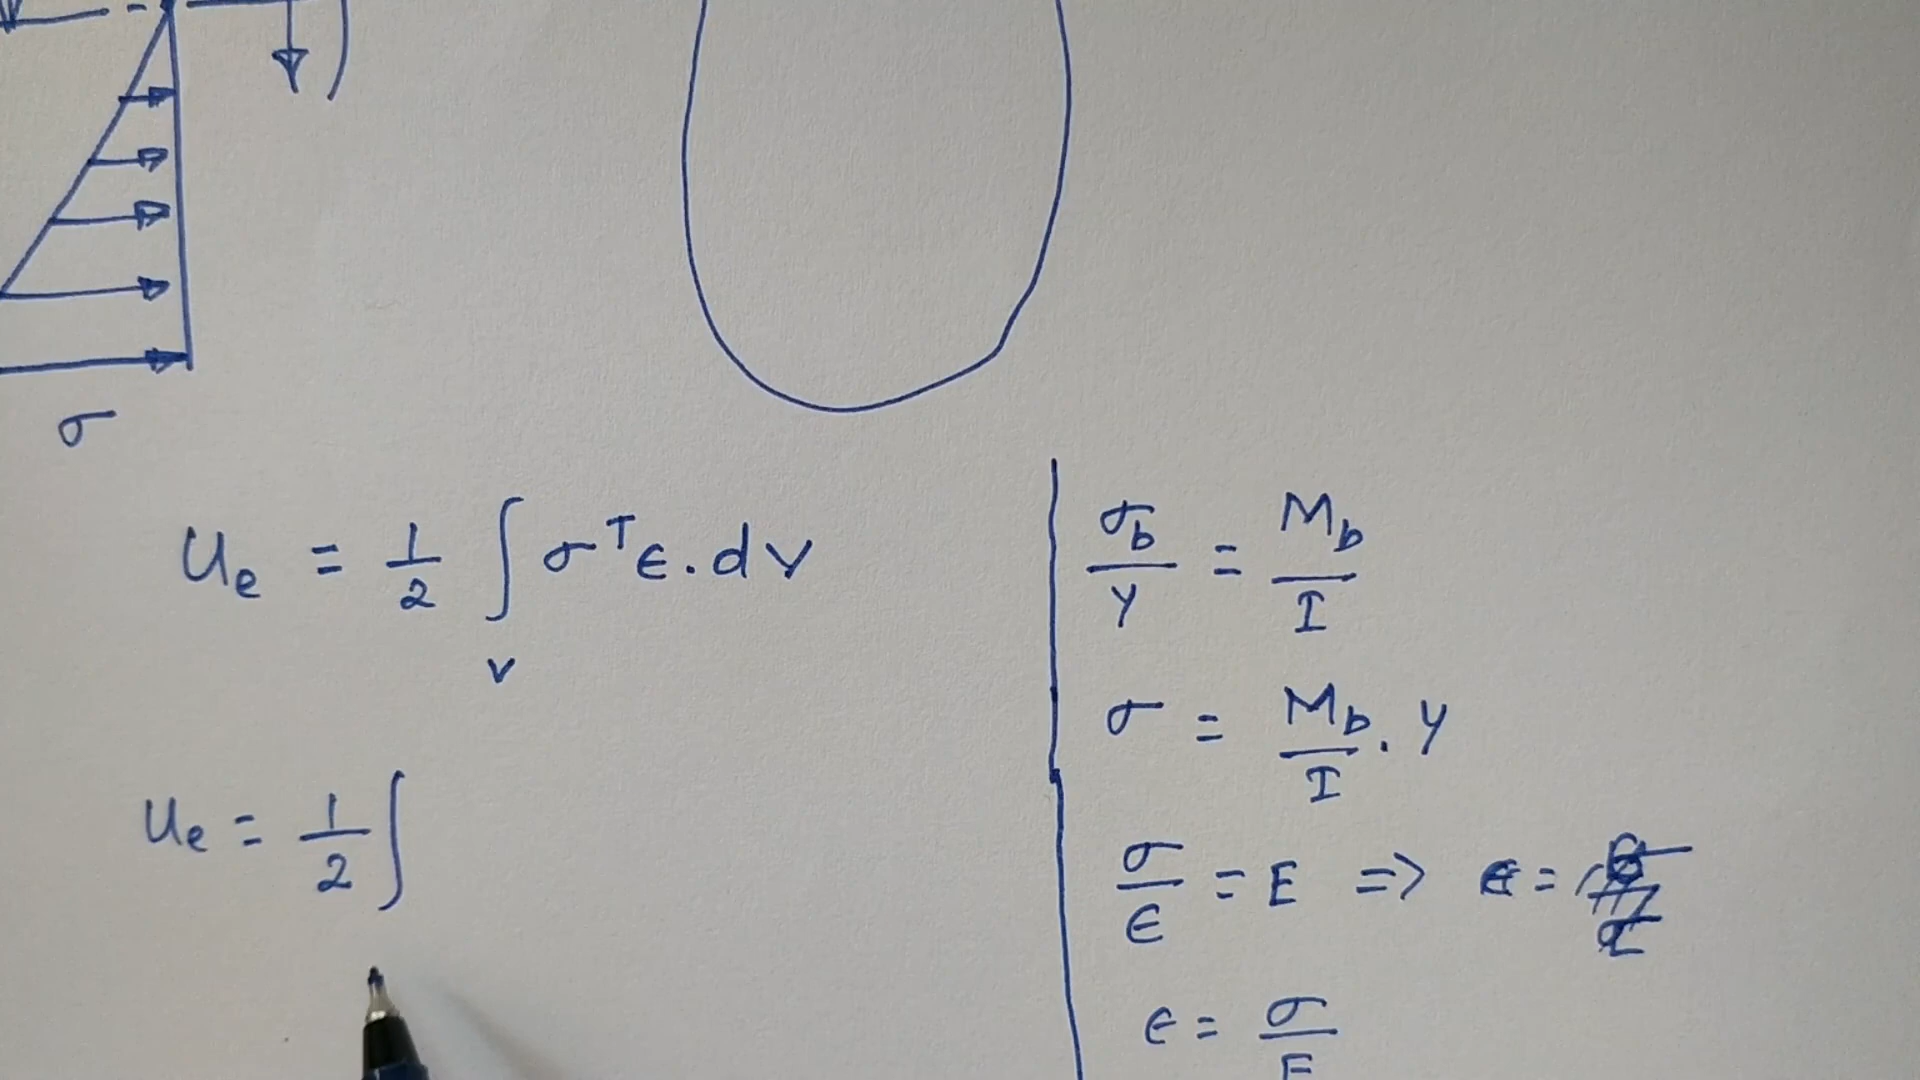 σ
Ue = 1/2 ∫v σᵀε . dv
Ue = 1/2 ∫
σb/y = Mb/I
σ = Mb/I . y
σ/ε = E => ε =
ε = σ/E